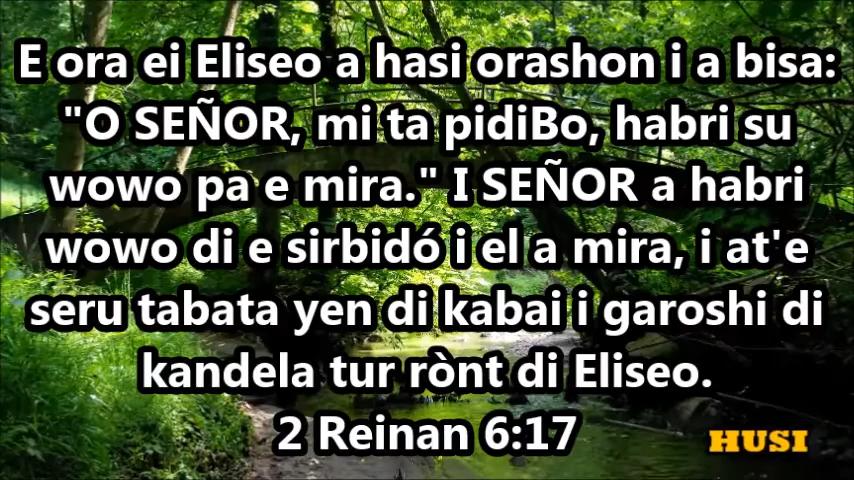 E ora ei Eliseo a hasi orashon i a bisa:
"O SEÑOR, mi ta pidiBo, habri su
wowo pa e mira." I SEÑOR a habri
wowo di e sirbidó i el a mira, i at'e
seru tabata yen di kabai i garoshi di
kandela tur rònt di Eliseo.
2 Reinan 6:17
HUSI